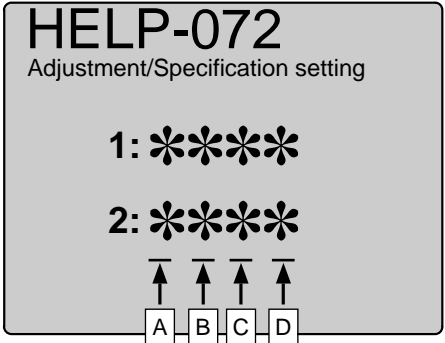 HELP-072
Adjustment/Specification setting
1: ****
2: ****
A B C D